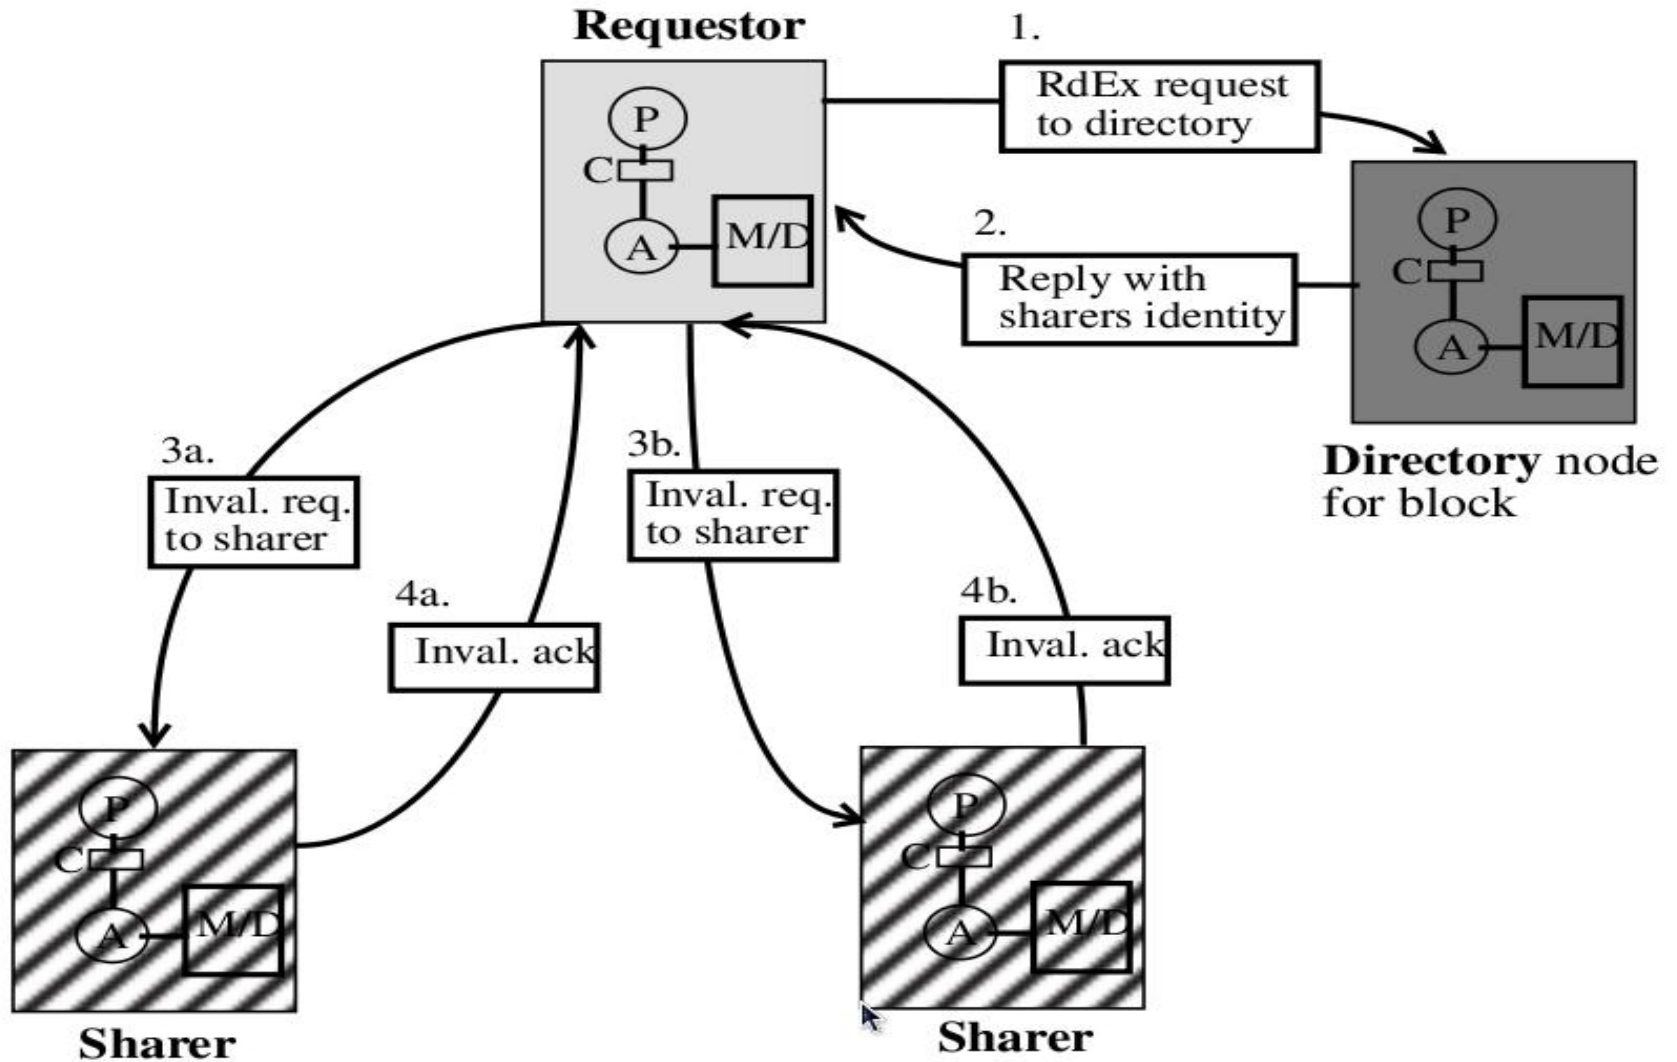 Requestor
1.
RdEx request
to directory
P
C
A
M/D
2.
Reply with
sharers identity
P
C
A
M/D
Directory node
for block
3a.
Inval. req.
to sharer
3b.
Inval. req.
to sharer
4a.
Inval. ack
4b.
Inval. ack
P
C
A
M/D
Sharer
P
C
A
M/D
Sharer